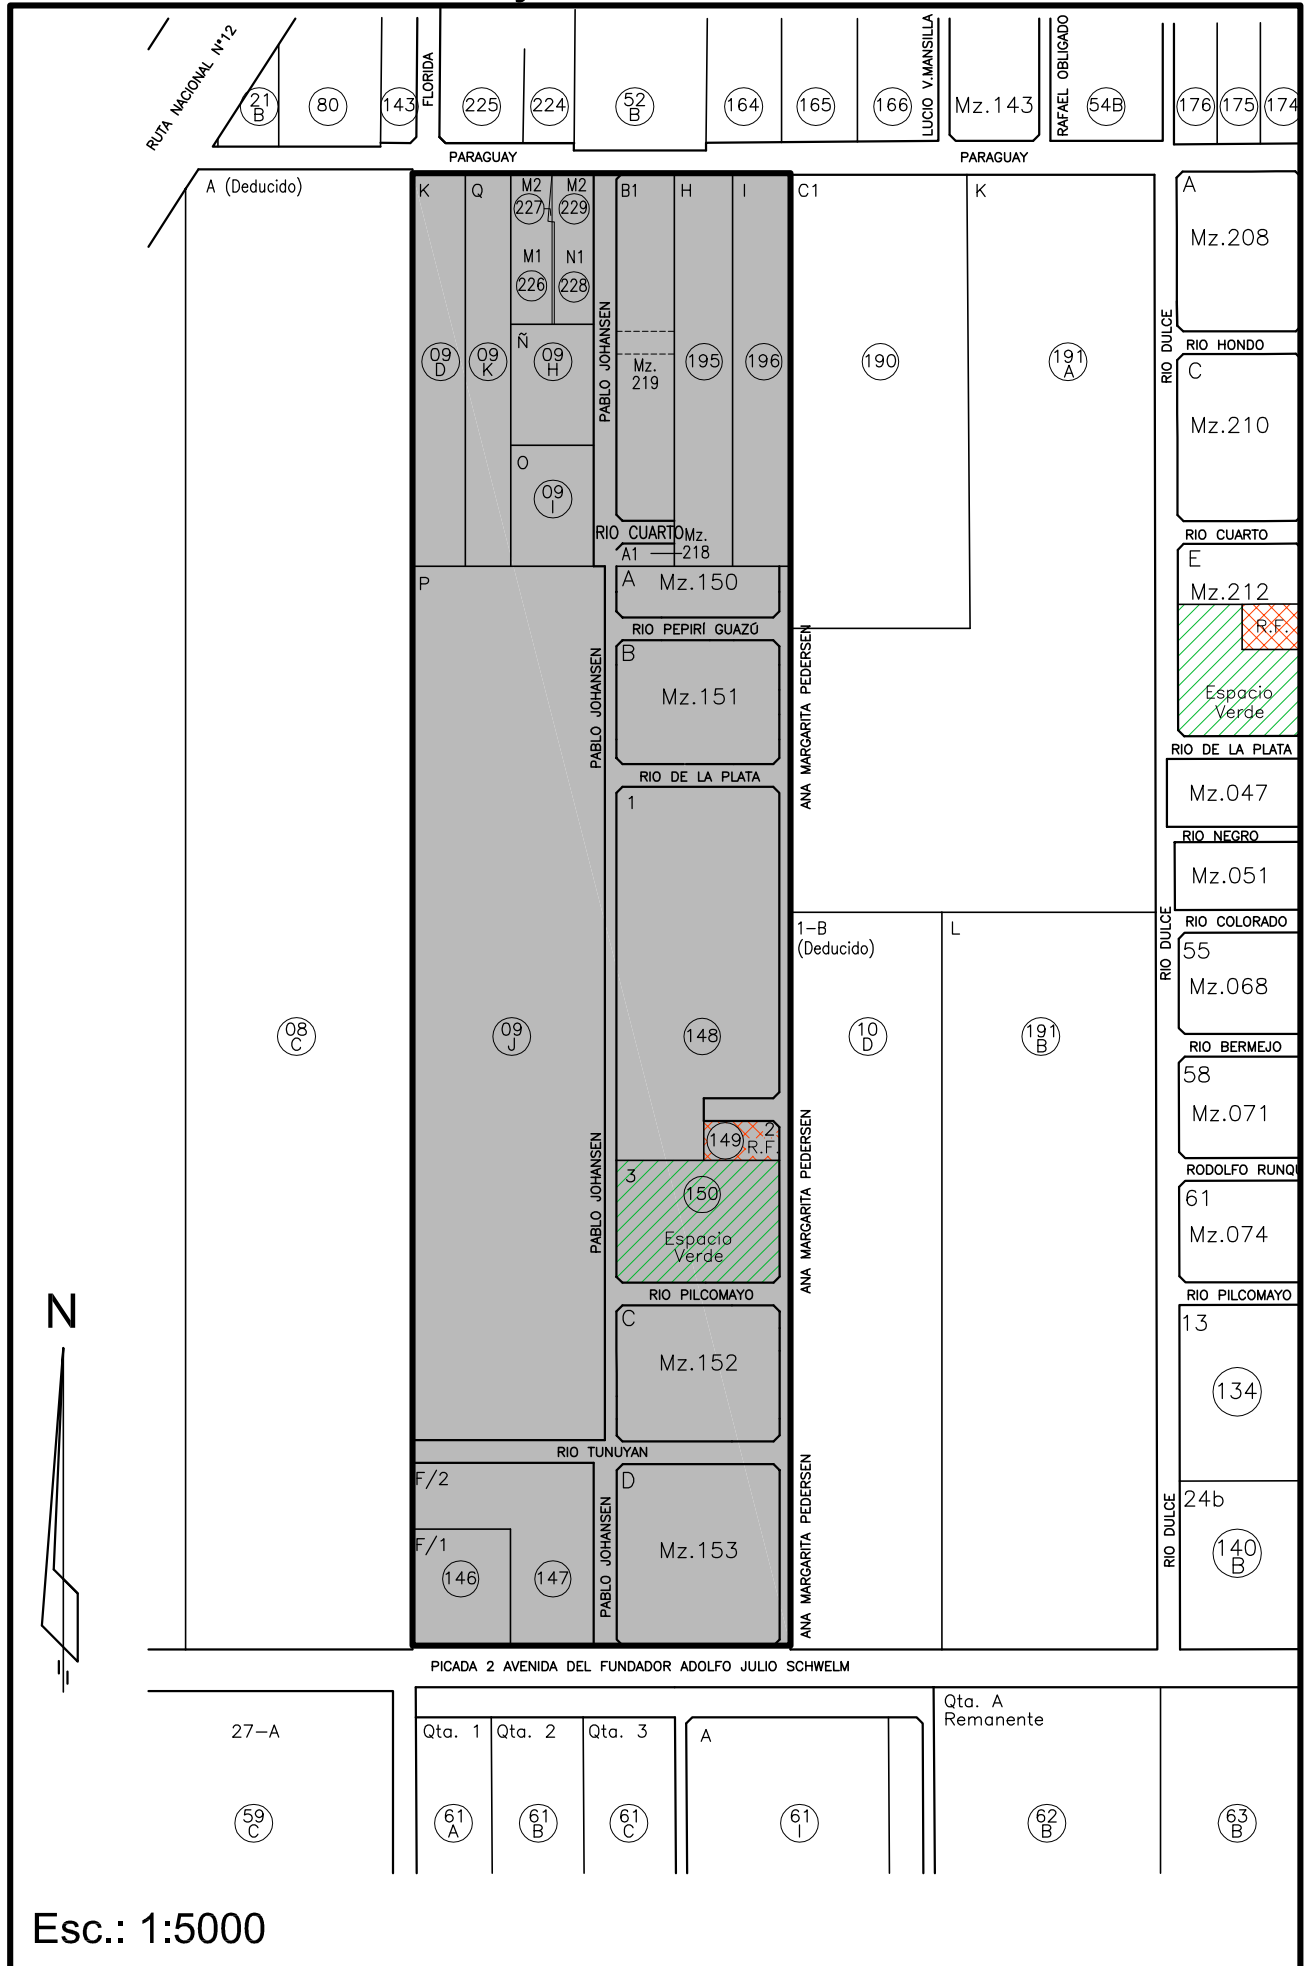 RUTA NACIONAL N°12
21
B
80
143
FLORIDA
225
224
52
B
164
165
166
LUCIO V.MANSILLA
Mz.143
RAFAEL OBLIGADO
54B
176
175
174
PARAGUAY
PARAGUAY
A (Deducido)
K
Q
M2
227
M2
229
M1
226
N1
228
B1
H
I
C1
K
A
Mz.208
PABLO JOHANSEN
RIO DULCE
RIO HONDO
Ñ
09
D
09
K
09
H
Mz.
219
195
196
190
191
A
C
Mz.210
O
09
I
RIO CUARTO
Mz.
218
A1
RIO CUARTO
E
Mz.212
R.F.
Espacio
Verde
P
A
Mz.150
RIO PEPIRÍ GUAZÚ
B
Mz.151
PABLO JOHANSEN
ANA MARGARITA PEDERSEN
RIO DE LA PLATA
RIO DE LA PLATA
1
Mz.047
RIO NEGRO
Mz.051
RIO COLORADO
1-B
(Deducido)
L
RIO DULCE
55
Mz.068
08
C
09
J
148
10
D
191
B
RIO BERMEJO
58
Mz.071
149
2
R.F.
PABLO JOHANSEN
ANA MARGARITA PEDERSEN
RODOLFO RUNQU
3
150
Espacio
Verde
61
Mz.074
RIO PILCOMAYO
RIO PILCOMAYO
N
C
Mz.152
13
134
RIO TUNUYAN
F/2
D
Mz.153
PABLO JOHANSEN
ANA MARGARITA PEDERSEN
RIO DULCE
24b
140
B
F/1
146
147
PICADA 2 AVENIDA DEL FUNDADOR ADOLFO JULIO SCHWELM
27-A
Qta. 1
Qta. 2
Qta. 3
A
Qta. A
Remanente
59
C
61
A
61
B
61
C
61
I
62
B
63
B
Esc.: 1:5000